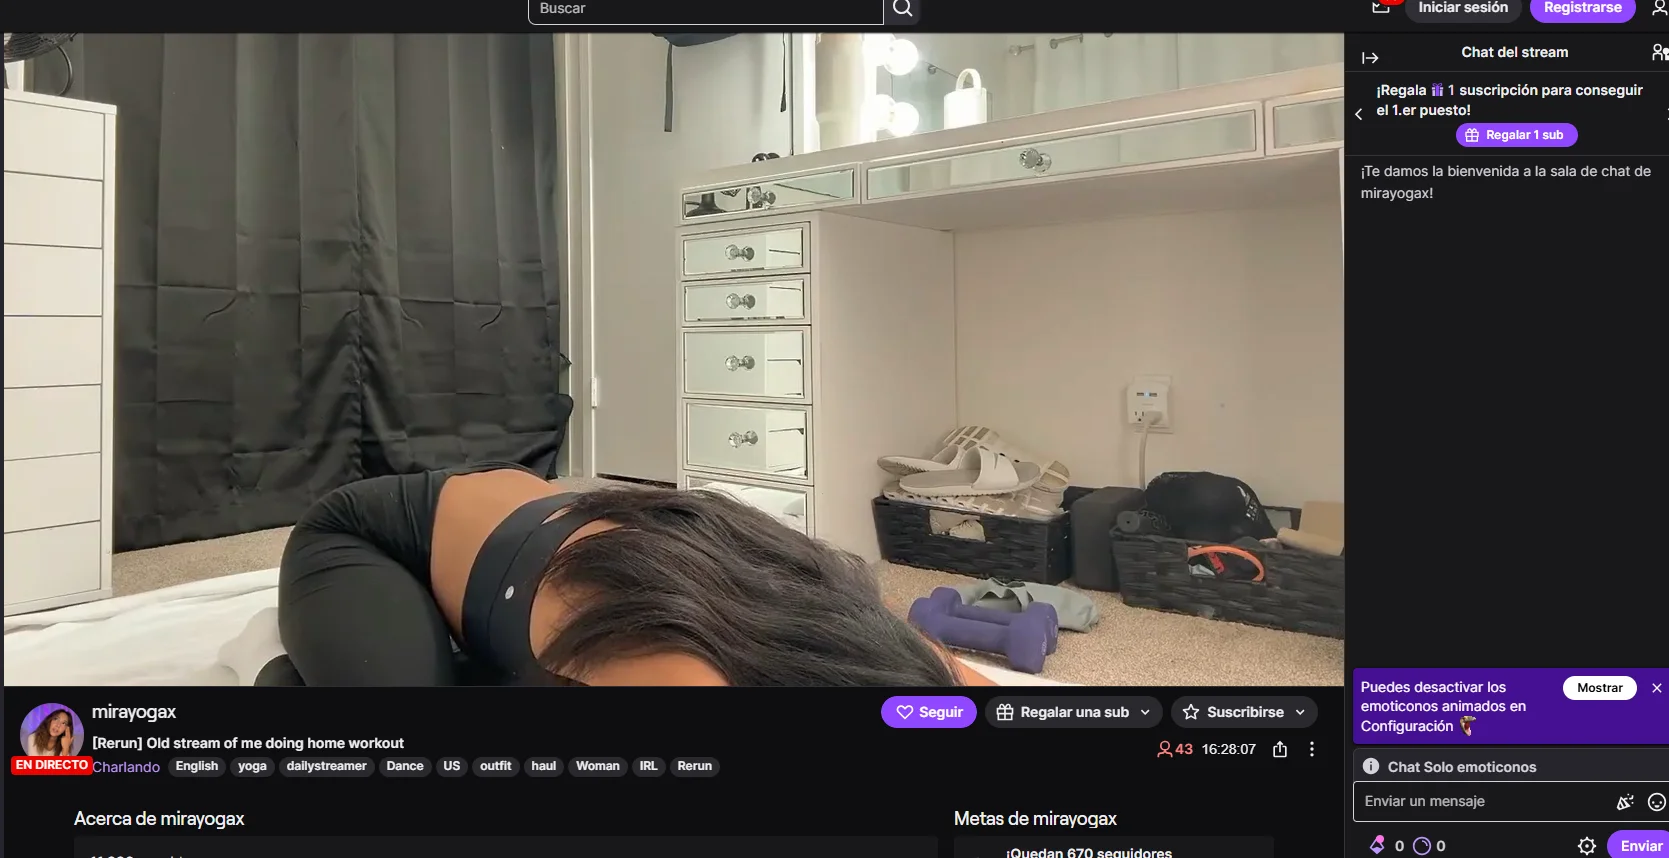 Buscar
Iniciar sesión
Registrarse
Chat del stream
¡Regala 1 suscripción para conseguir
el 1.er puesto!
Regalar 1 sub
¡Te damos la bienvenida a la sala de chat de
mirayogax!
mirayogax
Seguir
Regalar una sub
Suscribirse
[Rerun] Old stream of me doing home workout
43
16:28:07
EN DIRECTO
Charlando
English
yoga
dailystreamer
Dance
US
outfit
haul
Woman
IRL
Rerun
Acerca de mirayogax
Metas de mirayogax
¡Quedan 670 seguidores
Puedes desactivar los
emoticonos animados en
Configuración
Mostrar
Chat Solo emoticonos
Enviar un mensaje
0
0
Enviar